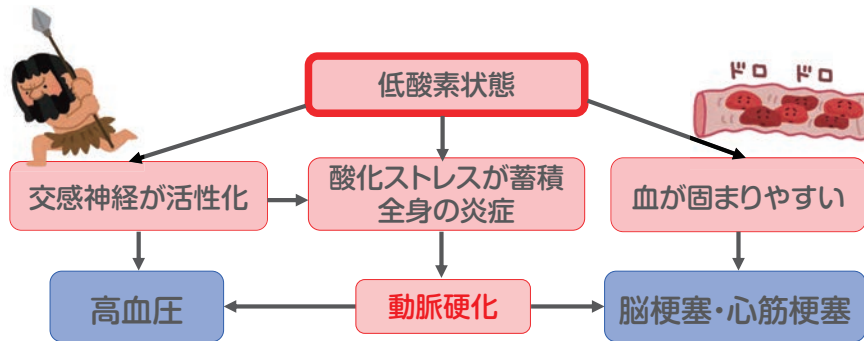 低酸素状態
ドロ ドロ
交感神経が活性化
酸化ストレスが蓄積
全身の炎症
血が固まりやすい
高血圧
動脈硬化
脳梗塞・心筋梗塞